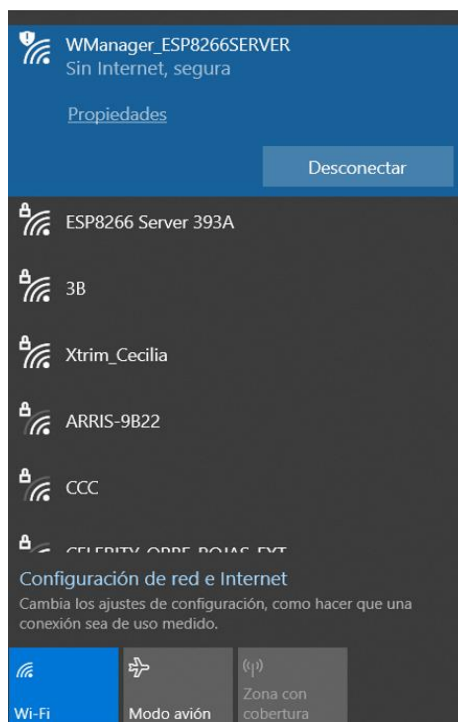 WManager_ESP8266SERVER
Sin Internet, segura
Propiedades
Desconectar
ESP8266 Server 393A
3B
Xtrim_Cecilia
ARRIS-9B22
CCC
Configuración de red e Internet
Cambia los ajustes de configuración, como hacer que una
conexión sea de uso medido.
Wi-Fi
Modo avión
Zona con
cobertura